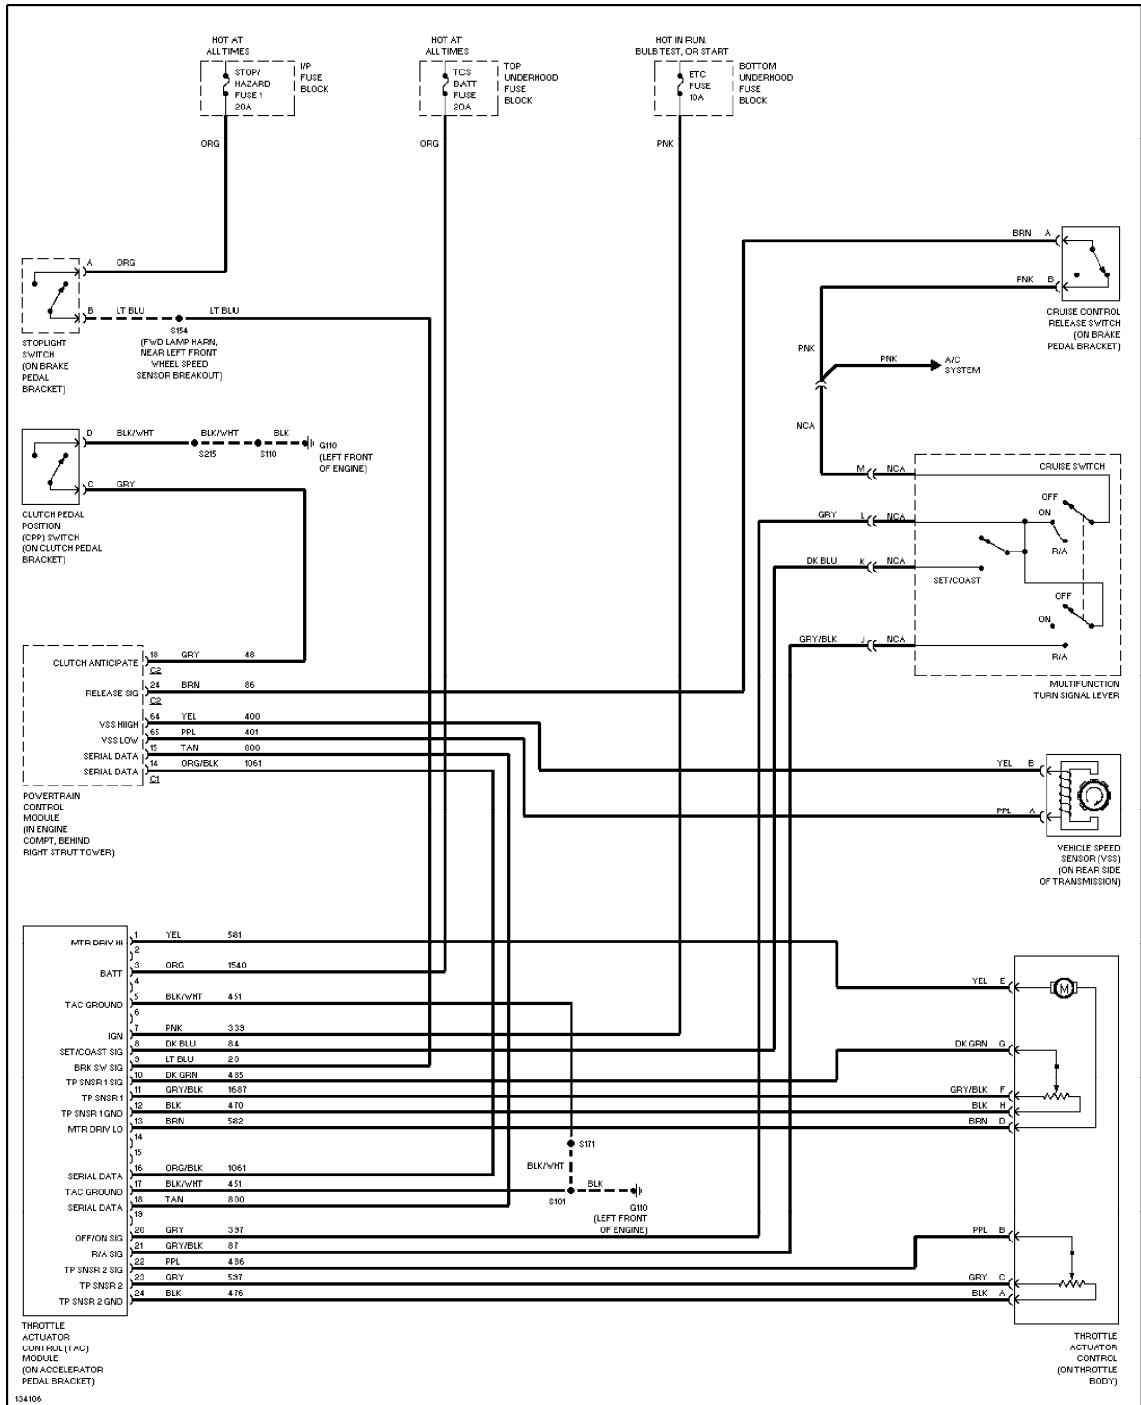 HOT AT
ALL TIMES
STOP/
HAZARD
FUSE 1
20A
I/P
FUSE
BLOCK
ORG
HOT AT
ALL TIMES
TCS
BATT
FUSE
20A
TOP
UNDERHOOD
FUSE
BLOCK
ORG
HOT IN RUN,
BULB TEST, OR START
ETC
FUSE
10A
BOTTOM
UNDERHOOD
FUSE
BLOCK
PNK
A ORG
B LT BLU
LT BLU
S154
(FWD LAMP HARN,
NEAR LEFT FRONT
WHEEL SPEED
SENSOR BREAKOUT)
STOPLIGHT
SWITCH
(ON BRAKE
PEDAL
BRACKET)
BRN A
PNK B
CRUISE CONTROL
RELEASE SWITCH
(ON BRAKE
PEDAL BRACKET)
PNK
PNK
A/C
SYSTEM
NCA
D BLK/WHT
BLK/WHT
BLK
S215
S110
G110
(LEFT FRONT
OF ENGINE)
C GRY
CLUTCH PEDAL
POSITION
(CPP) SWITCH
(ON CLUTCH PEDAL
BRACKET)
M NCA
CRUISE SWITCH
OFF
ON
R/A
GRY L NCA
DK BLU K NCA
SET/COAST
OFF
ON
R/A
GRY/BLK J NCA
MULTIFUNCTION
TURN SIGNAL LEVER
CLUTCH ANTICIPATE 18 GRY 48
C2
RELEASE SIG 24 BRN 86
C2
VSS HIGH 64 YEL 400
VSS LOW 65 PPL 401
SERIAL DATA 15 TAN 800
SERIAL DATA 14 ORG/BLK 1061
C1
POWERTRAIN
CONTROL
MODULE
(IN ENGINE
COMPT, BEHIND
RIGHT STRUT TOWER)
YEL B
PPL A
VEHICLE SPEED
SENSOR (VSS)
(ON REAR SIDE
OF TRANSMISSION)
MTR DRIV HI 1 YEL 581
2
BATT 3 ORG 1540
4
TAC GROUND 5 BLK/WHT 451
6
IGN 7 PNK 339
SET/COAST SIG 8 DK BLU 84
BRK SW SIG 9 LT BLU 20
TP SNSR 1 SIG 10 DK GRN 485
TP SNSR 1 11 GRY/BLK 1687
TP SNSR 1 GND 12 BLK 470
MTR DRIV LO 13 BRN 582
14
15
SERIAL DATA 16 ORG/BLK 1061
TAC GROUND 17 BLK/WHT 451
SERIAL DATA 18 TAN 800
19
OFF/ON SIG 20 GRY 397
R/A SIG 21 GRY/BLK 87
TP SNSR 2 SIG 22 PPL 486
TP SNSR 2 23 GRY 597
TP SNSR 2 GND 24 BLK 476
S171
BLK/WHT
S101
BLK
G110
(LEFT FRONT
OF ENGINE)
YEL E
M
DK GRN G
GRY/BLK F
BLK H
BRN D
PPL B
GRY C
BLK A
THROTTLE
ACTUATOR
CONTROL (TAC)
MODULE
(ON ACCELERATOR
PEDAL BRACKET)
THROTTLE
ACTUATOR
CONTROL
(ON THROTTLE
BODY)
134106